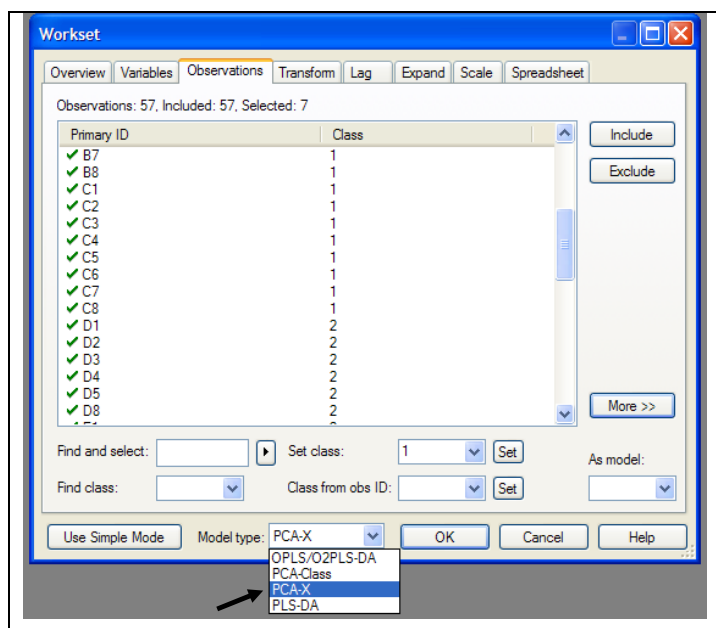 Workset
Overview Variables Observations Transform Lag Expand Scale Spreadsheet
Observations: 57, Included: 57, Selected: 7
Primary ID Class
B7 1
B8 1
C1 1
C2 1
C3 1
C4 1
C5 1
C6 1
C7 1
C8 1
D1 2
D2 2
D3 2
D4 2
D5 2
D8 2
Include
Exclude
More >>
Find and select: Set class: 1 Set
As model:
Find class: Class from obs ID: Set
Use Simple Mode Model type: PCA-X OK Cancel Help
OPLS/O2PLS-DA
PCA-Class
PCA-X
PLS-DA